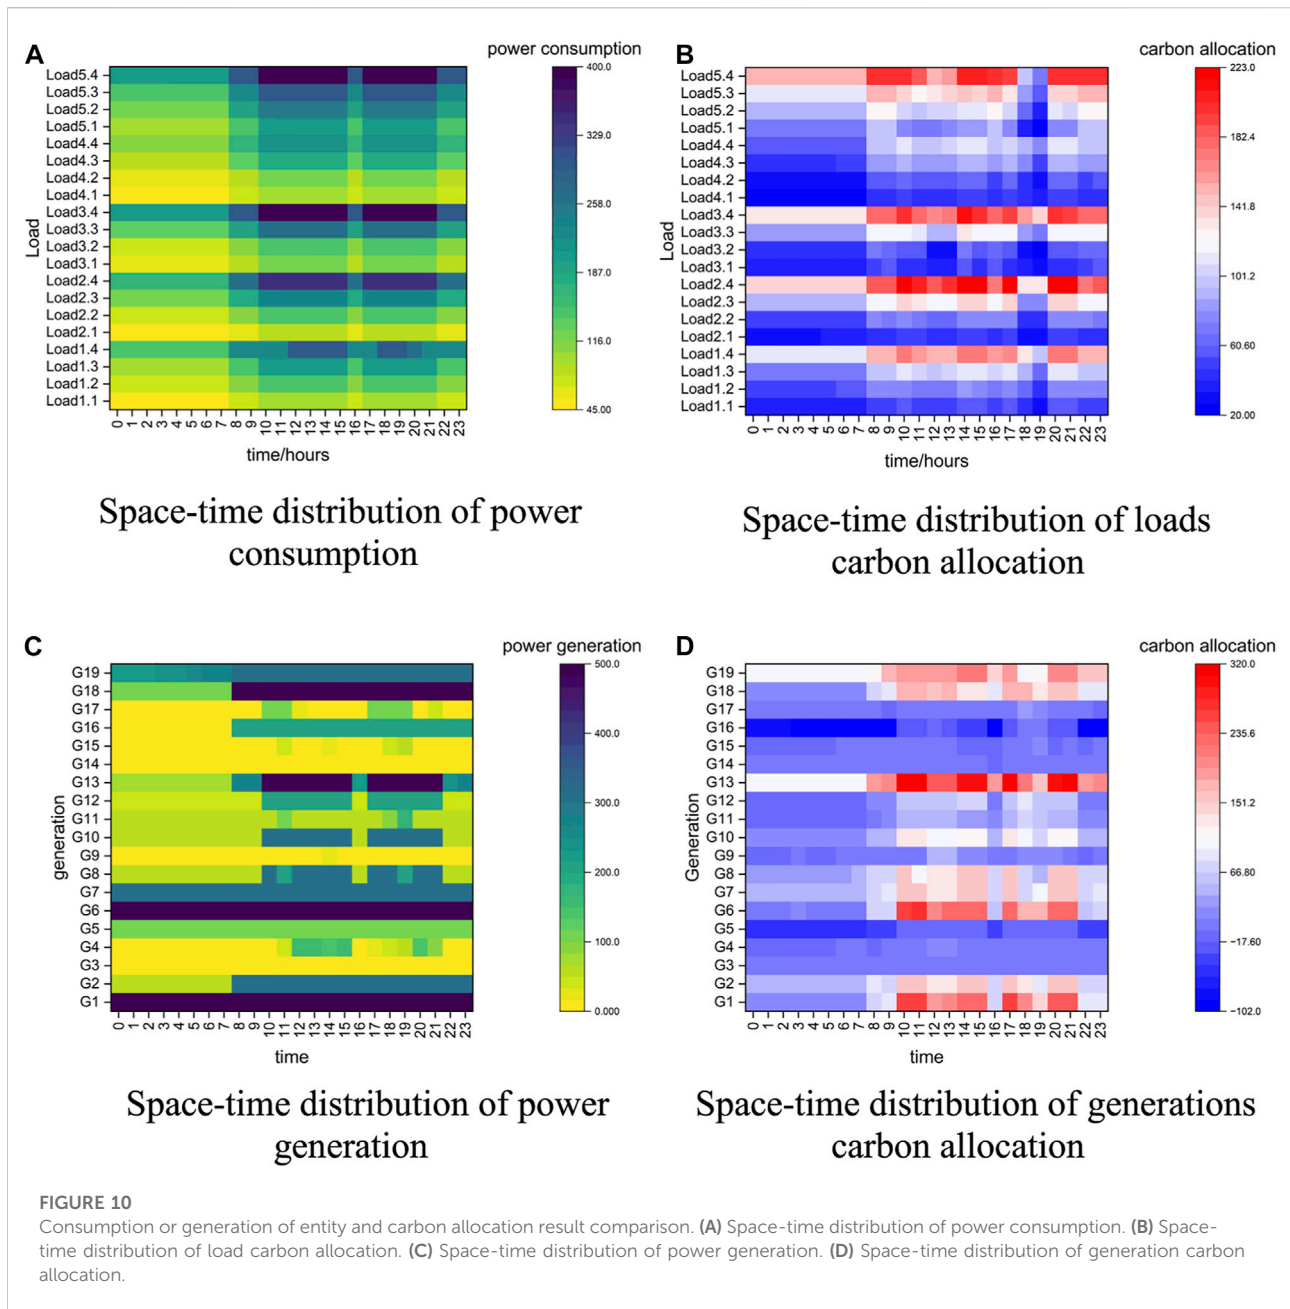 A
power consumption
Load5.4
Load5.3
Load5.2
Load5.1
Load4.4
Load4.3
Load4.2
Load4.1
Load3.4
Load3.3
Load3.2
Load3.1
Load2.4
Load2.3
Load2.2
Load2.1
Load1.4
Load1.3
Load1.2
Load1.1
Load
0 1 2 3 4 5 6 7 8 9 10 11 12 13 14 15 16 17 18 19 20 21 22 23
time/hours
400.0
329.0
258.0
187.0
116.0
45.00
Space-time distribution of power
consumption
B
carbon allocation
Load5.4
Load5.3
Load5.2
Load5.1
Load4.4
Load4.3
Load4.2
Load4.1
Load3.4
Load3.3
Load3.2
Load3.1
Load2.4
Load2.3
Load2.2
Load2.1
Load1.4
Load1.3
Load1.2
Load1.1
Load
0 1 2 3 4 5 6 7 8 9 10 11 12 13 14 15 16 17 18 19 20 21 22 23
time/hours
223.0
182.4
141.8
101.2
60.60
20.00
Space-time distribution of loads
carbon allocation
C
power generation
G19
G18
G17
G16
G15
G14
G13
G12
G11
G10
G9
G8
G7
G6
G5
G4
G3
G2
G1
generation
0 1 2 3 4 5 6 7 8 9 10 11 12 13 14 15 16 17 18 19 20 21 22 23
time
500.0
400.0
300.0
200.0
100.0
0.000
Space-time distribution of power
generation
D
carbon allocation
G19
G18
G17
G16
G15
G14
G13
G12
G11
G10
G9
G8
G7
G6
G5
G4
G3
G2
G1
Generation
0 1 2 3 4 5 6 7 8 9 10 11 12 13 14 15 16 17 18 19 20 21 22 23
time
320.0
235.6
151.2
66.80
-17.60
-102.0
Space-time distribution of generations
carbon allocation
FIGURE 10
Consumption or generation of entity and carbon allocation result comparison. (A) Space-time distribution of power consumption. (B) Space-
time distribution of load carbon allocation. (C) Space-time distribution of power generation. (D) Space-time distribution of generation carbon
allocation.